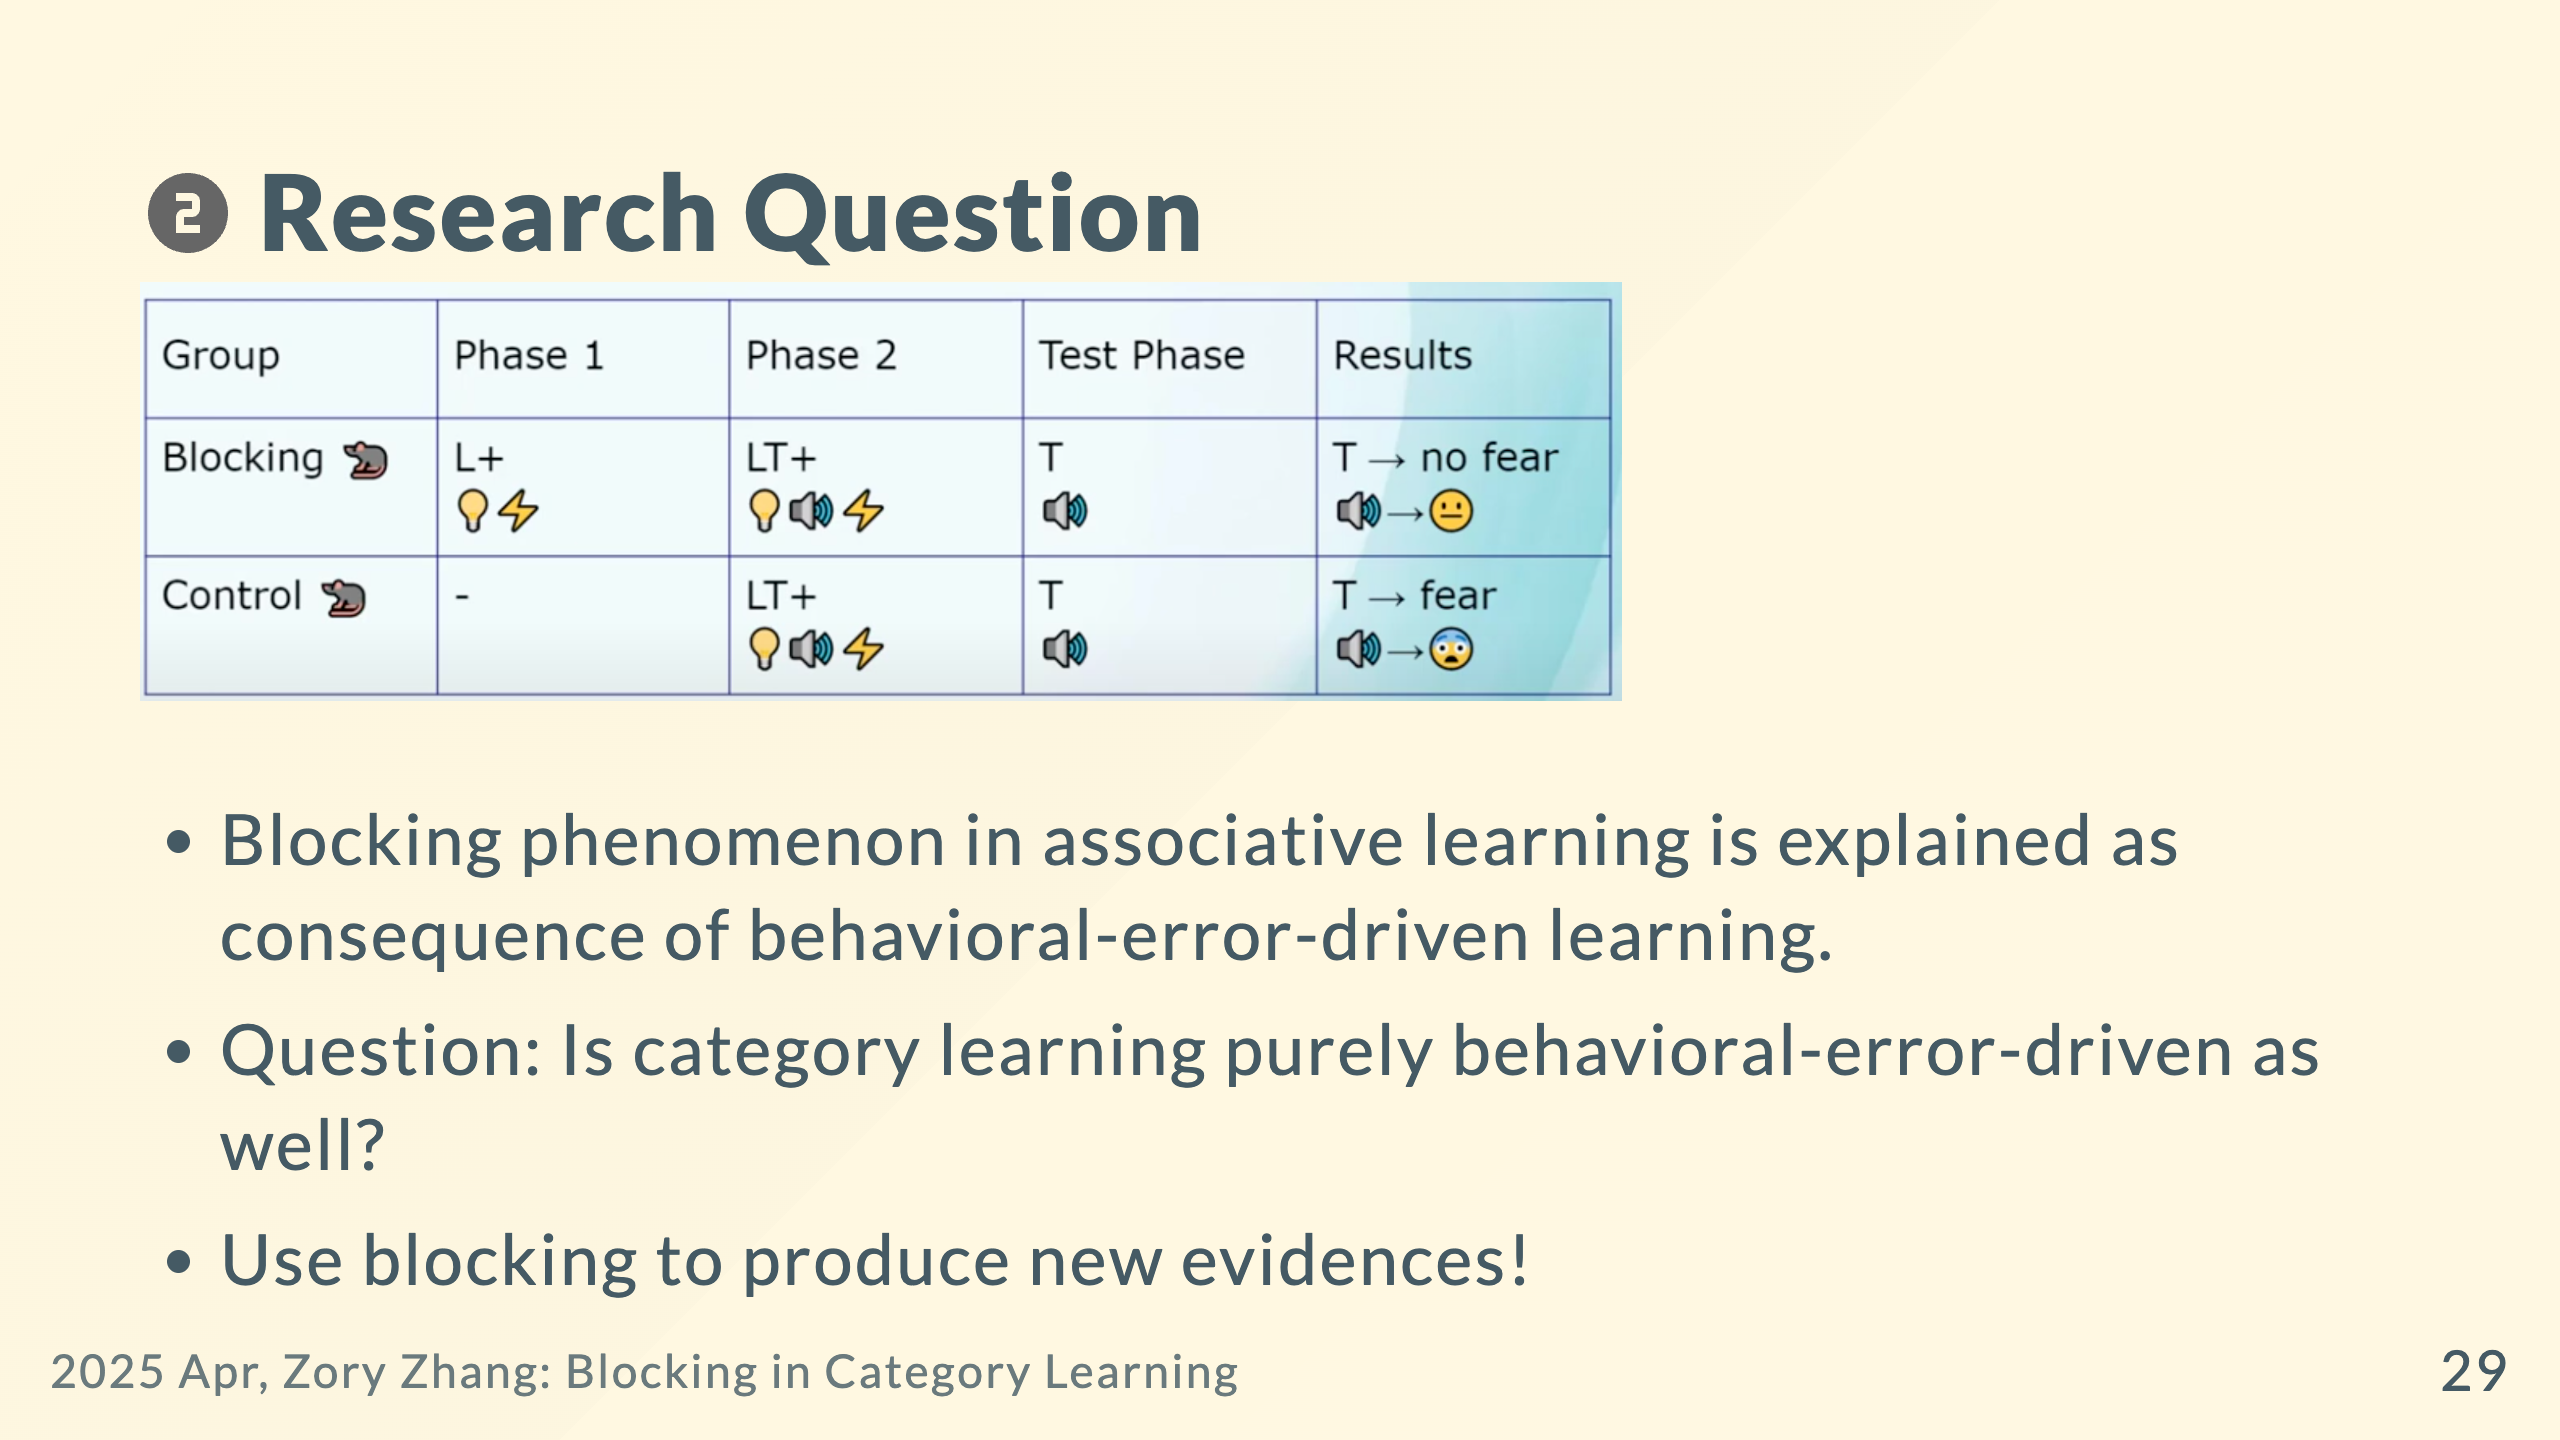 ❷ Research Question
Group Phase 1 Phase 2 Test Phase Results
Blocking 🐀 L+ LT+ T T → no fear
💡⚡ 💡🔊⚡ 🔊 🔊→😐
Control 🐀 - LT+ T T → fear
💡🔊⚡ 🔊 🔊→😨
• Blocking phenomenon in associative learning is explained as
consequence of behavioral-error-driven learning.
• Question: Is category learning purely behavioral-error-driven as
well?
• Use blocking to produce new evidences!
2025 Apr, Zory Zhang: Blocking in Category Learning 29